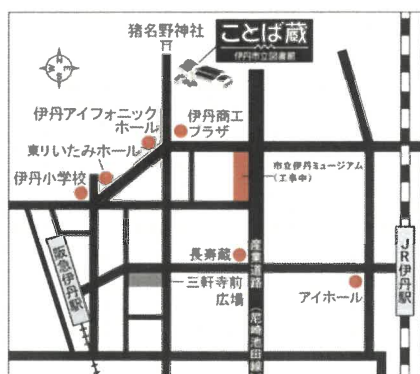 猪名野神社
ことば蔵
伊丹市立図書館
伊丹アイフォニック
ホール
伊丹商工
プラザ
東リいたみホール
伊丹小学校
市立伊丹ミュージアム
(工事中)
長寿蔵
三軒寺前
広場
アイホール
阪急伊丹駅
産業道路
(尼崎池田線
JR伊丹駅